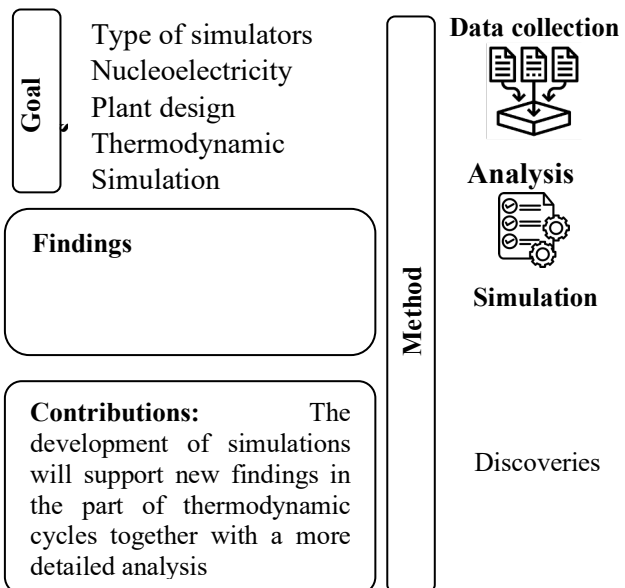 Goal
Type of simulators
Nucleoelectricity
Plant design
Thermodynamic
Simulation
Findings
Contributions: The
development of simulations
will support new findings in
the part of thermodynamic
cycles together with a more
detailed analysis
Method
Data collection
Analysis
Simulation
Discoveries